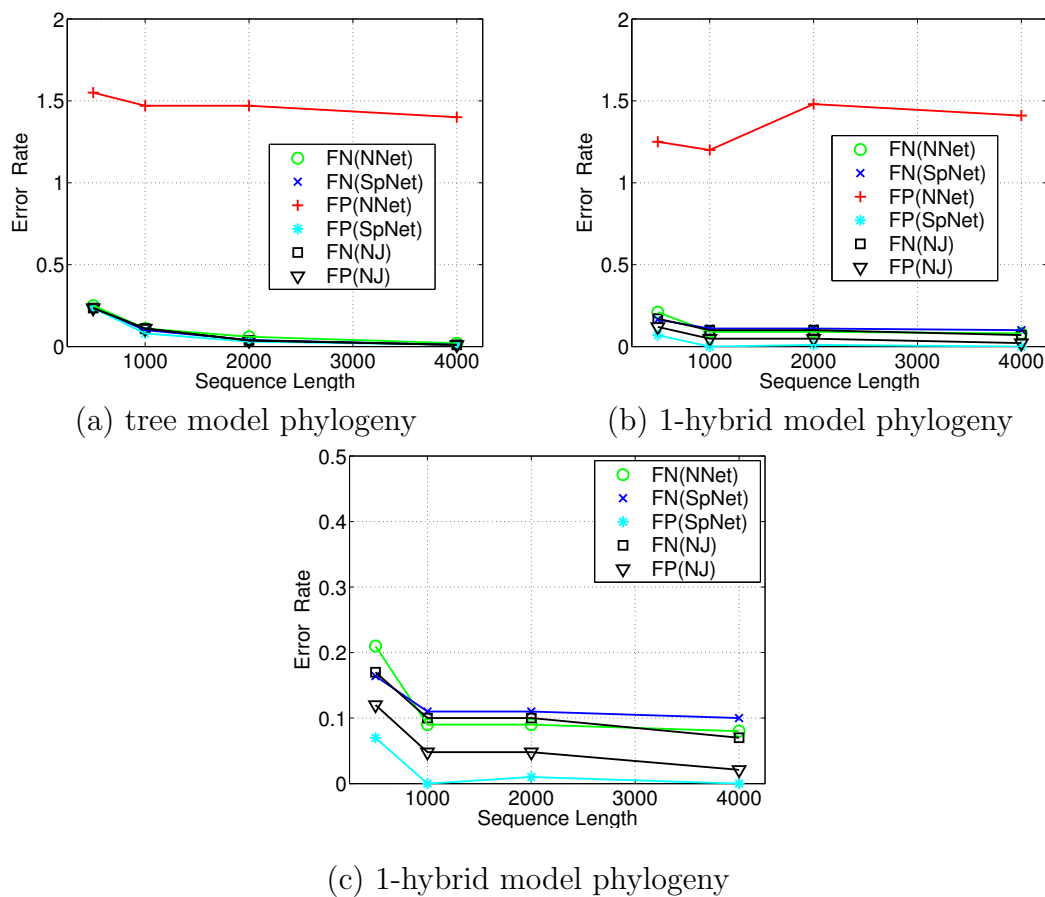 2
1.5
1
0.5
0
Error Rate
1000 2000 3000 4000
Sequence Length
FN(NNet)
FN(SpNet)
FP(NNet)
FP(SpNet)
FN(NJ)
FP(NJ)
(a) tree model phylogeny
2
1.5
1
0.5
0
Error Rate
1000 2000 3000 4000
Sequence Length
FN(NNet)
FN(SpNet)
FP(NNet)
FP(SpNet)
FN(NJ)
FP(NJ)
(b) 1-hybrid model phylogeny
0.5
0.4
0.3
0.2
0.1
0
Error Rate
1000 2000 3000 4000
Sequence Length
FN(NNet)
FN(SpNet)
FP(SpNet)
FN(NJ)
FP(NJ)
(c) 1-hybrid model phylogeny